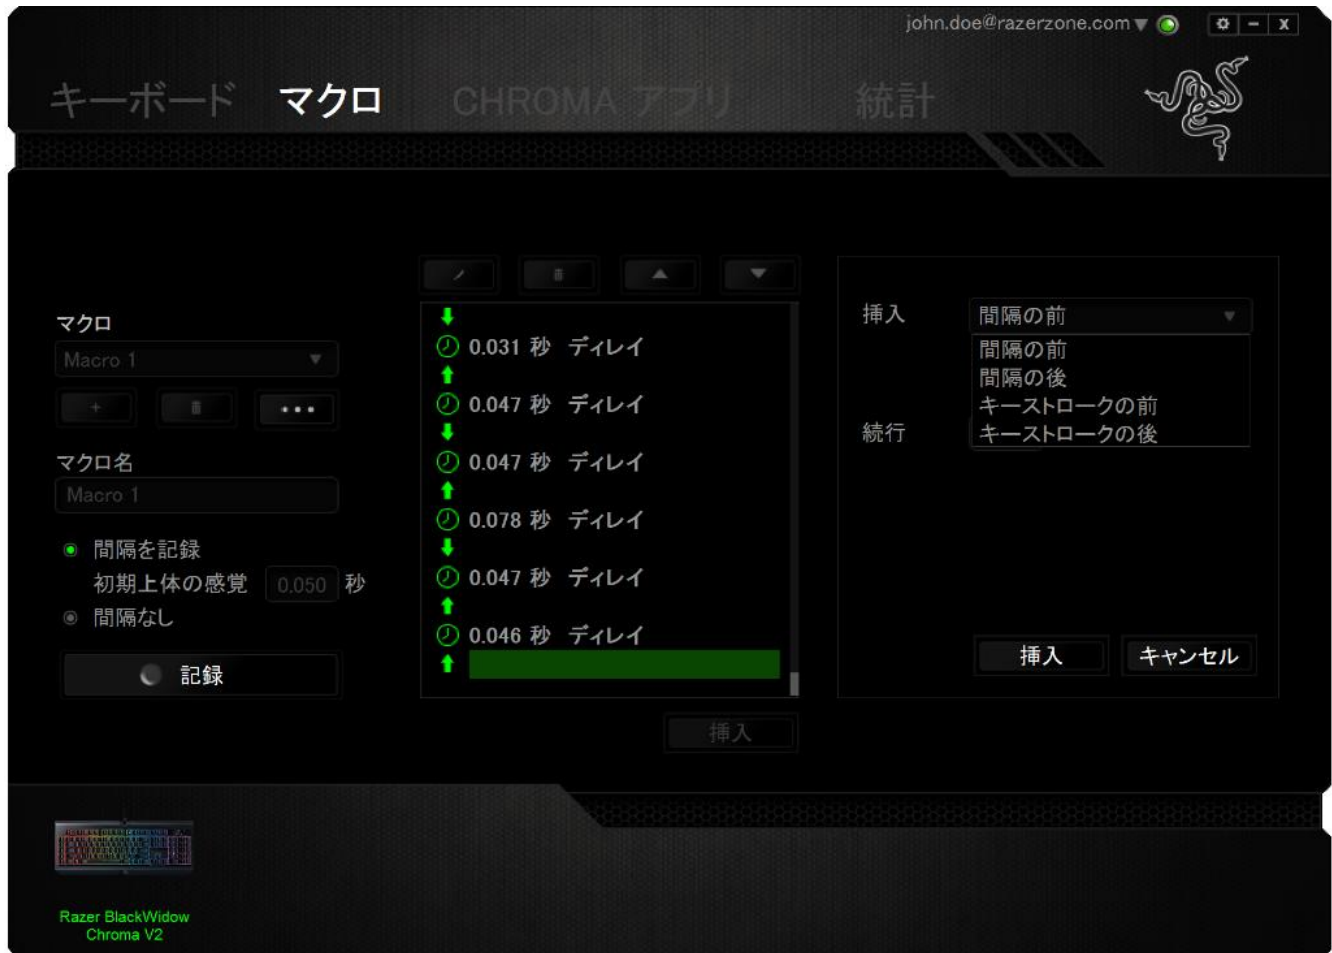 john.doe@razerzone.com
キーボード マクロ CHROMA アプリ 統計
マクロ
Macro 1
マクロ名
Macro 1
間隔を記録
初期上体の感覚 0.050 秒
間隔なし
記録
0.031 秒 ディレイ
0.047 秒 ディレイ
0.047 秒 ディレイ
0.078 秒 ディレイ
0.047 秒 ディレイ
0.046 秒 ディレイ
挿入
挿入 間隔の前
間隔の前
間隔の後
キーストロークの前
キーストロークの後
続行
挿入 キャンセル
Razer BlackWidow
Chroma V2